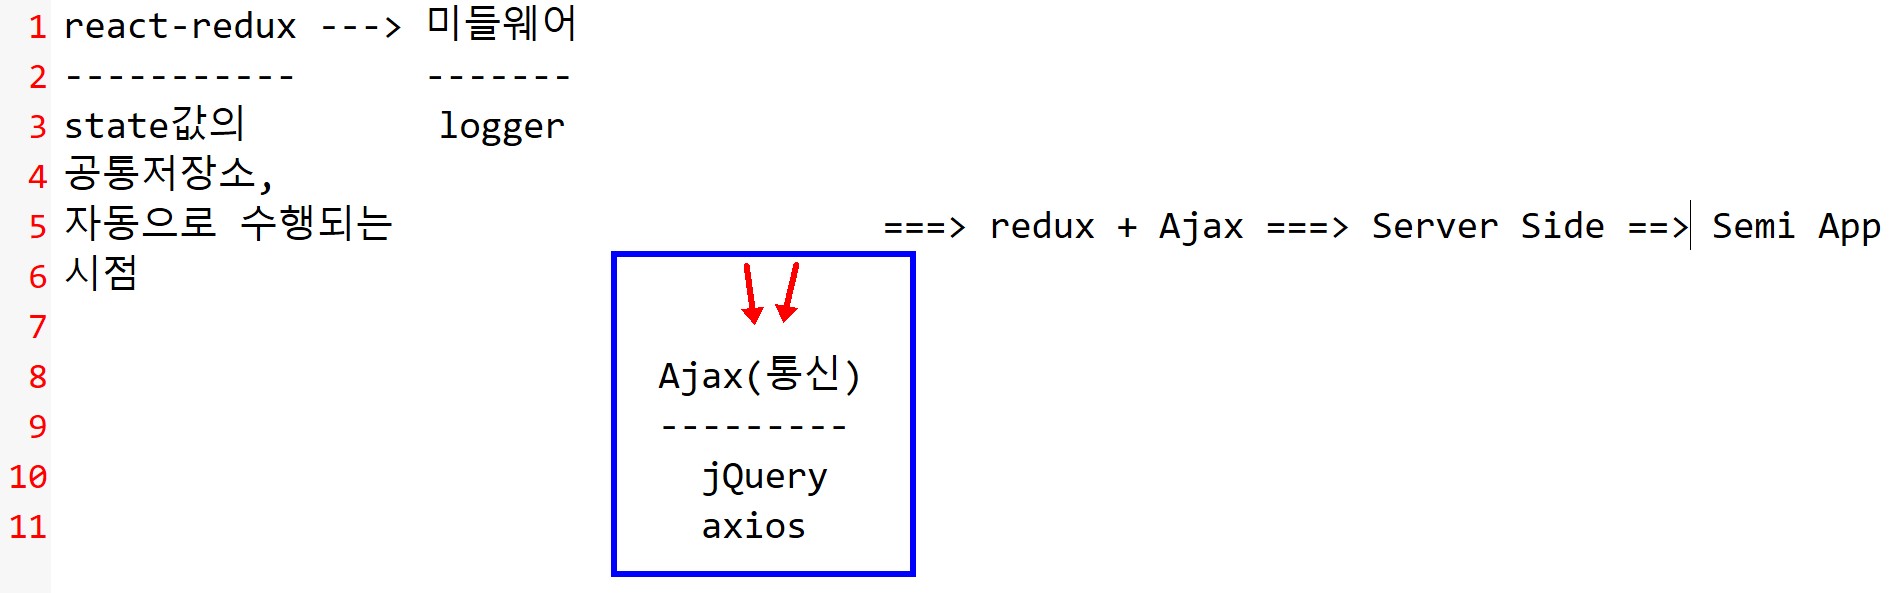 1 react-redux ---> 미들웨어
2 ----------- -------
3 state값의 logger
4 공통저장소,
5 자동으로 수행되는 ===> redux + Ajax ===> Server Side ==> Semi App
6 시점
7
8 Ajax(통신)
9 ---------
10 jQuery
11 axios